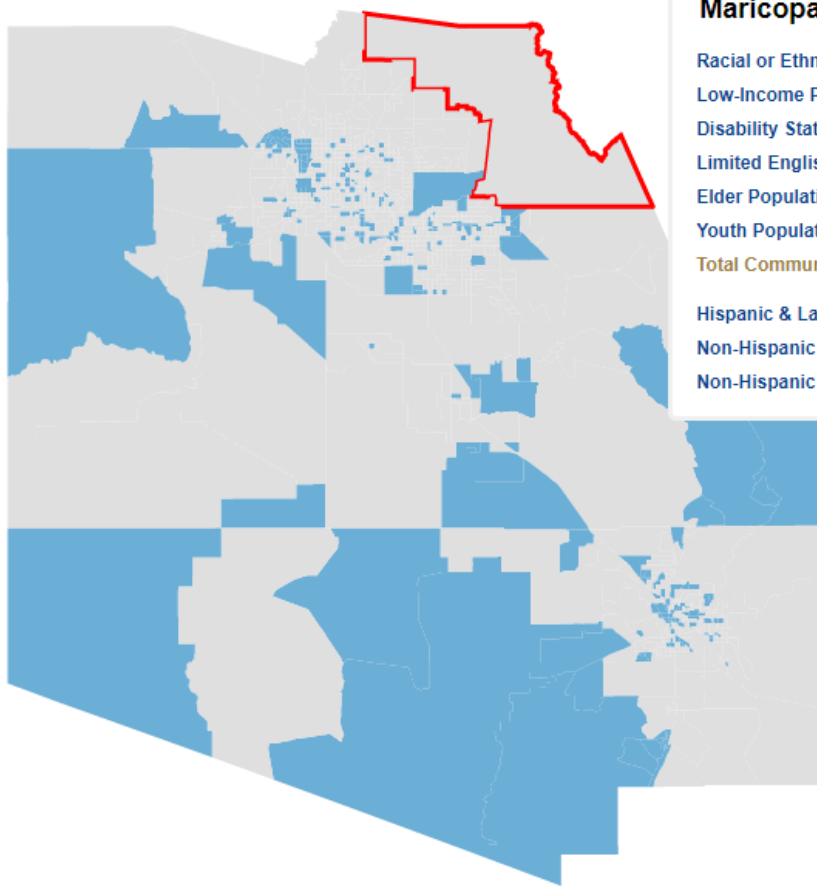 Maricopa
Racial or Ethn
Low-Income P
Disability Stat
Limited Englis
Elder Populati
Youth Populat
Total Commun
Hispanic & La
Non-Hispanic
Non-Hispanic